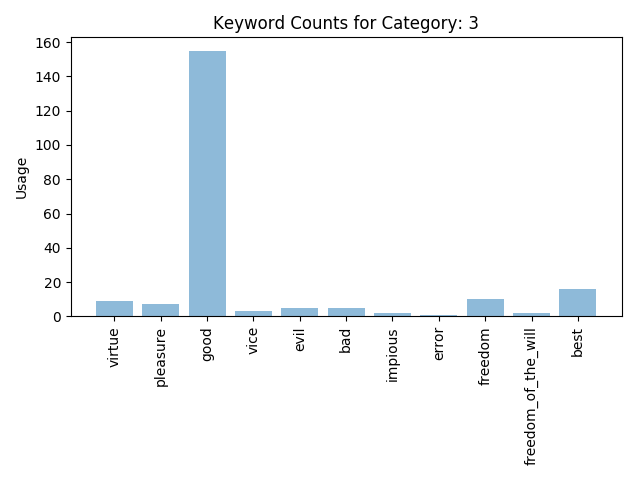 Keyword Counts for Category: 3
160
140
120
100
80
60
40
20
0
Usage
virtue
pleasure
good
vice
evil
bad
impious
error
freedom
freedom_of_the_will
best